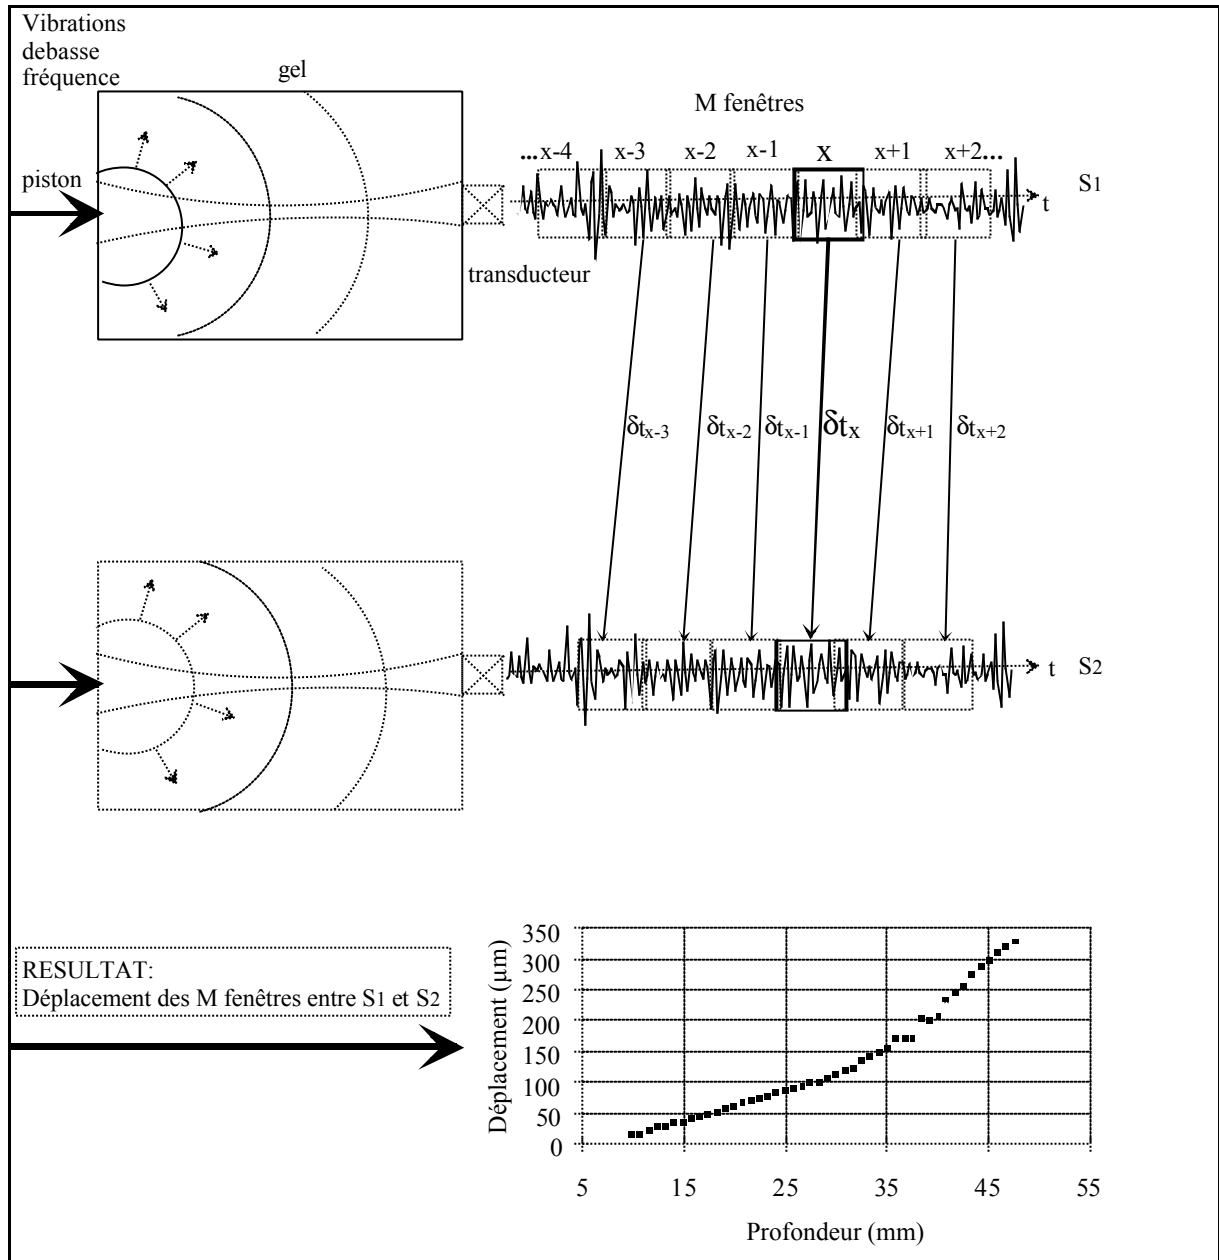 Vibrations
debasse
fréquence
gel
piston
transducteur
M fenêtres
...x-4 x-3 x-2 x-1 x x+1 x+2...
t
S1
δtx-3 δtx-2 δtx-1 δtx δtx+1 δtx+2
t
S2
RESULTAT:
Déplacement des M fenêtres entre S1 et S2
Déplacement (µm)
350
300
250
200
150
100
50
0
5 15 25 35 45 55
Profondeur (mm)